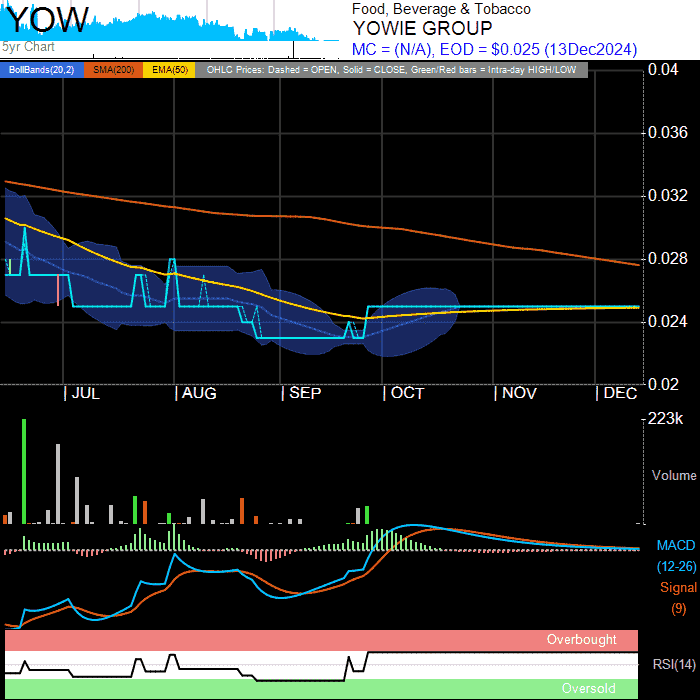 YOW
5yr Chart
Food, Beverage & Tobacco
YOWIE GROUP
MC = (N/A), EOD = $0.025 (13Dec2024)
BollBands(20,2) SMA(200) EMA(50) OHLC Prices: Dashed = OPEN, Solid = CLOSE, Green/Red bars = Intra-day HIGH/LOW
0.04
0.036
0.032
0.028
0.024
0.02
JUL AUG SEP OCT NOV DEC
223k
Volume
MACD
(12-26)
Signal
(9)
Overbought
RSI(14)
Oversold